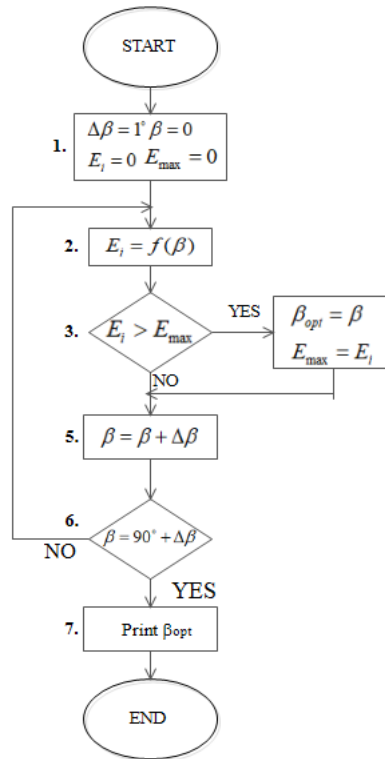 START
1.
Δβ = 1° β = 0
E_i = 0 E_max = 0
2.
E_i = f(β)
3.
E_i > E_max
YES
β_opt = β
E_max = E_i
NO
5.
β = β + Δβ
6.
β = 90° + Δβ
NO
YES
7.
Print βopt
END